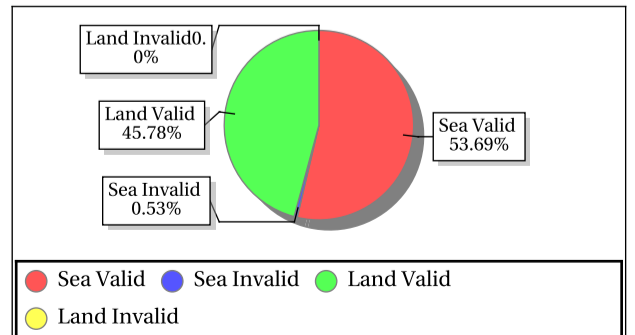 Land Invalid0.
0%
Land Valid
45.78%
Sea Valid
53.69%
Sea Invalid
0.53%
Sea Valid Sea Invalid Land Valid
Land Invalid